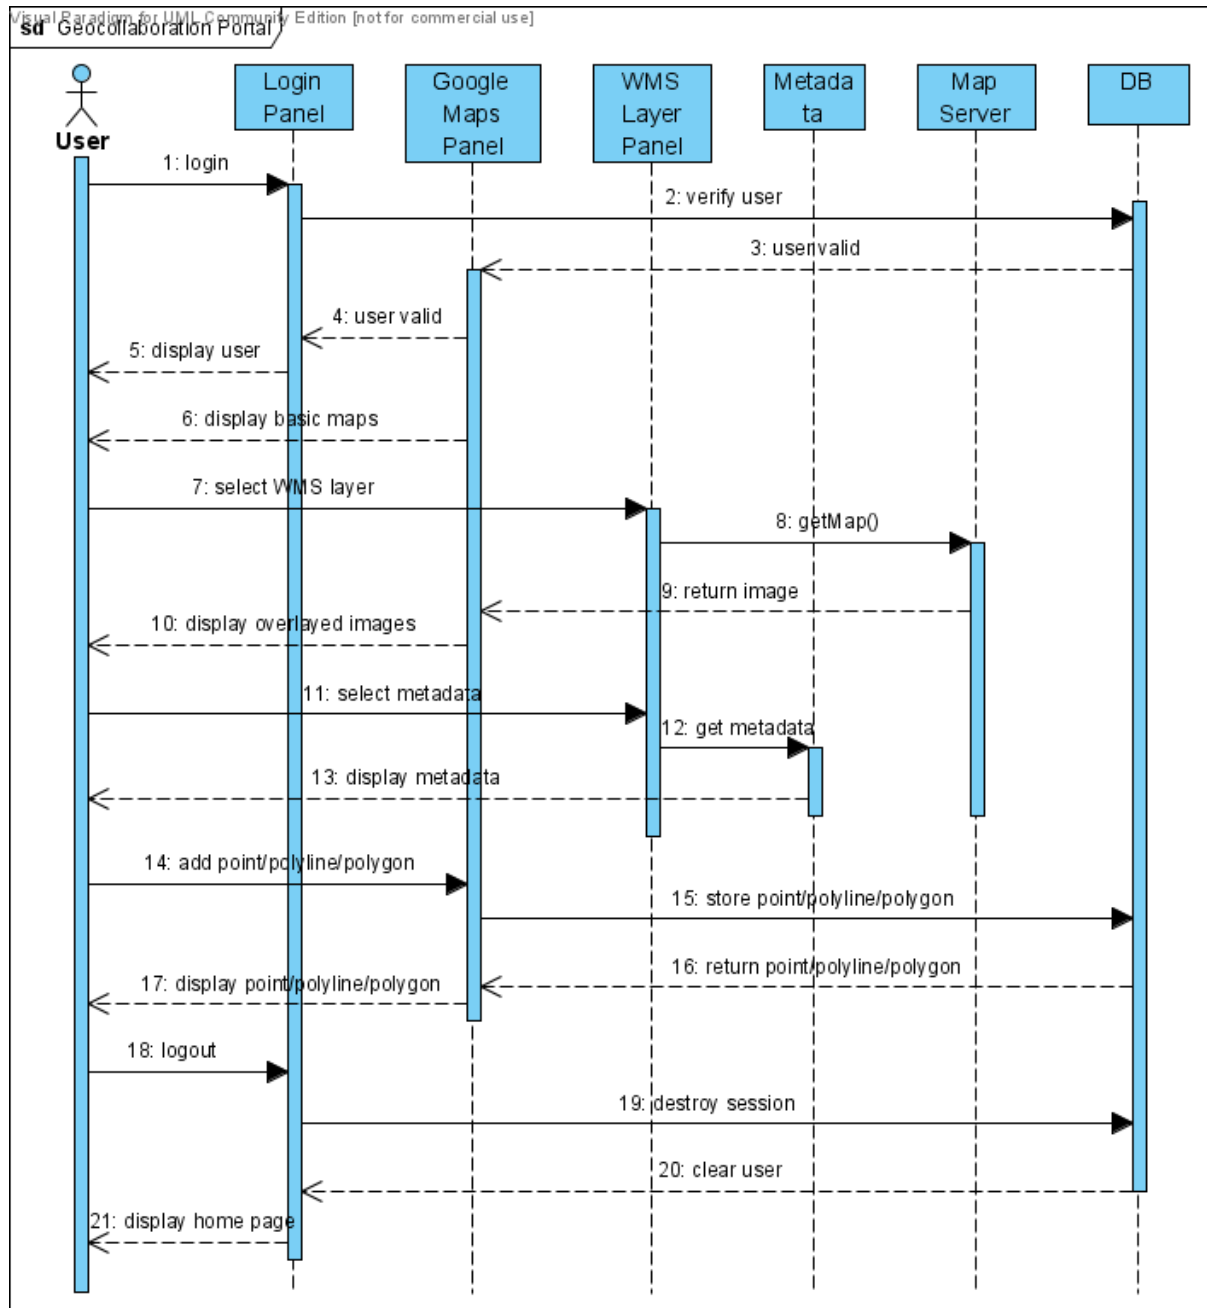 Visual Paradigm for UML Community Edition [not for commercial use]
sd Geocollaboration Portal
User
Login
Panel
Google
Maps
Panel
WMS
Layer
Panel
Metada
ta
Map
Server
DB
1: login
2: verify user
3: user valid
4: user valid
5: display user
6: display basic maps
7: select WMS layer
8: getMap()
9: return image
10: display overlayed images
11: select metadata
12: get metadata
13: display metadata
14: add point/polyline/polygon
15: store point/polyline/polygon
16: return point/polyline/polygon
17: display point/polyline/polygon
18: logout
19: destroy session
20: clear user
21: display home page